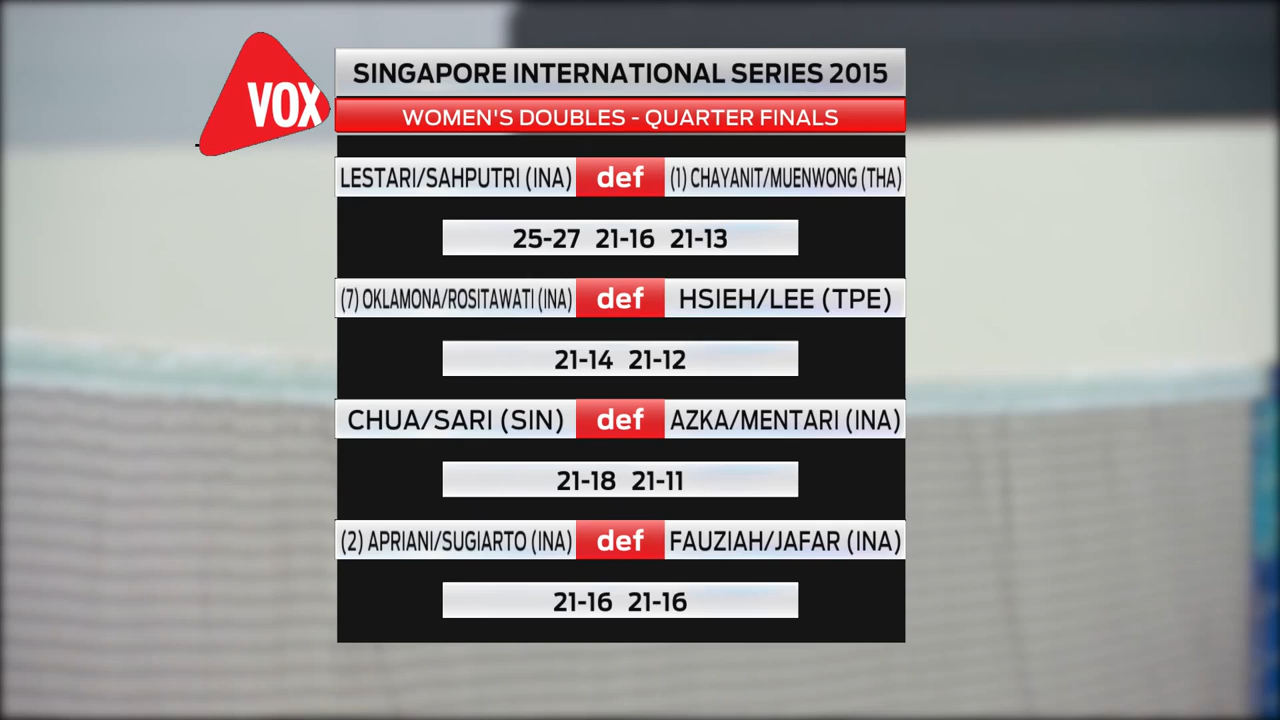 VOX
SINGAPORE INTERNATIONAL SERIES 2015
WOMEN'S DOUBLES - QUARTER FINALS
LESTARI/SAHPUTRI (INA) def (1) CHAYANIT/MUENWONG (THA)
25-27 21-16 21-13
(7) OKLAMONA/ROSITAWATI (INA) def HSIEH/LEE (TPE)
21-14 21-12
CHUA/SARI (SIN) def AZKA/MENTARI (INA)
21-18 21-11
(2) APRIANI/SUGIARTO (INA) def FAUZIAH/JAFAR (INA)
21-16 21-16